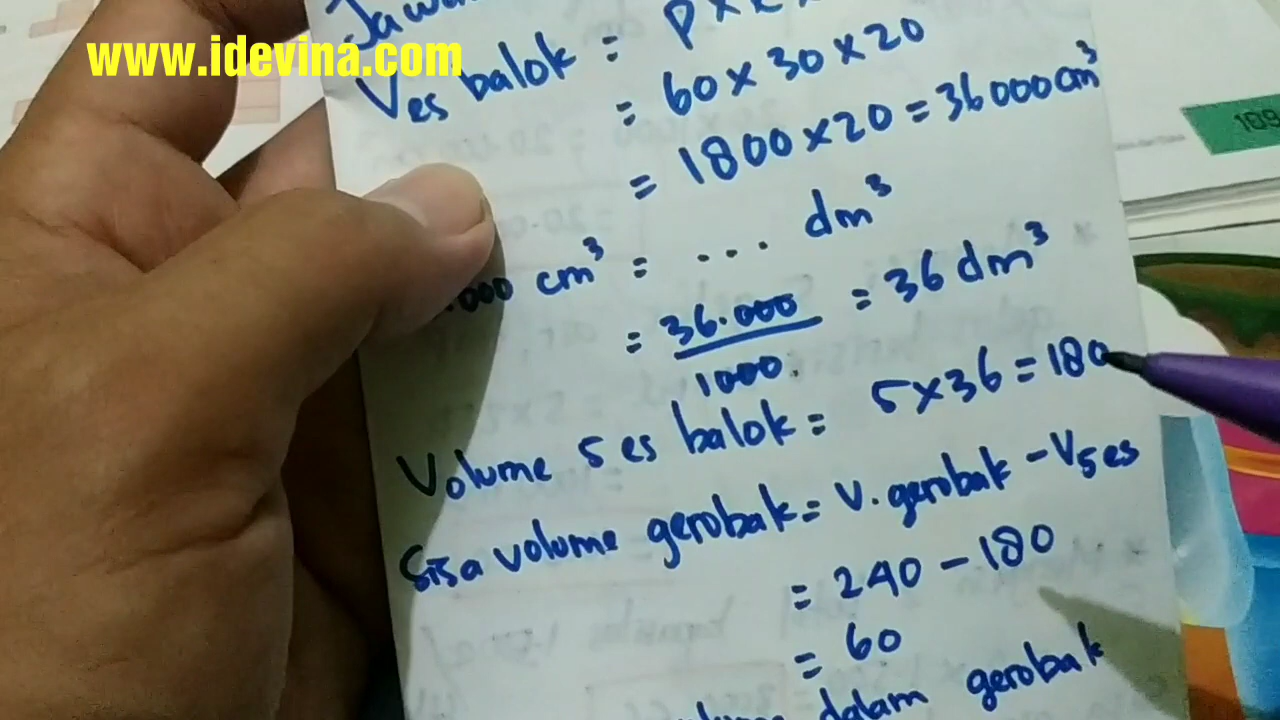 www.idevina.com
Ves balok =
= 60 x 30 x 20
= 1800 x 20 = 36000 cm³
cm³ = ... dm³
= 36.000 / 1000 = 36 dm³
Volume 5 es balok = 5 x 36 = 180
Sisa volume gerobak = V. gerobak - V5 es
= 240 - 180
= 60
dalam gerobak
109